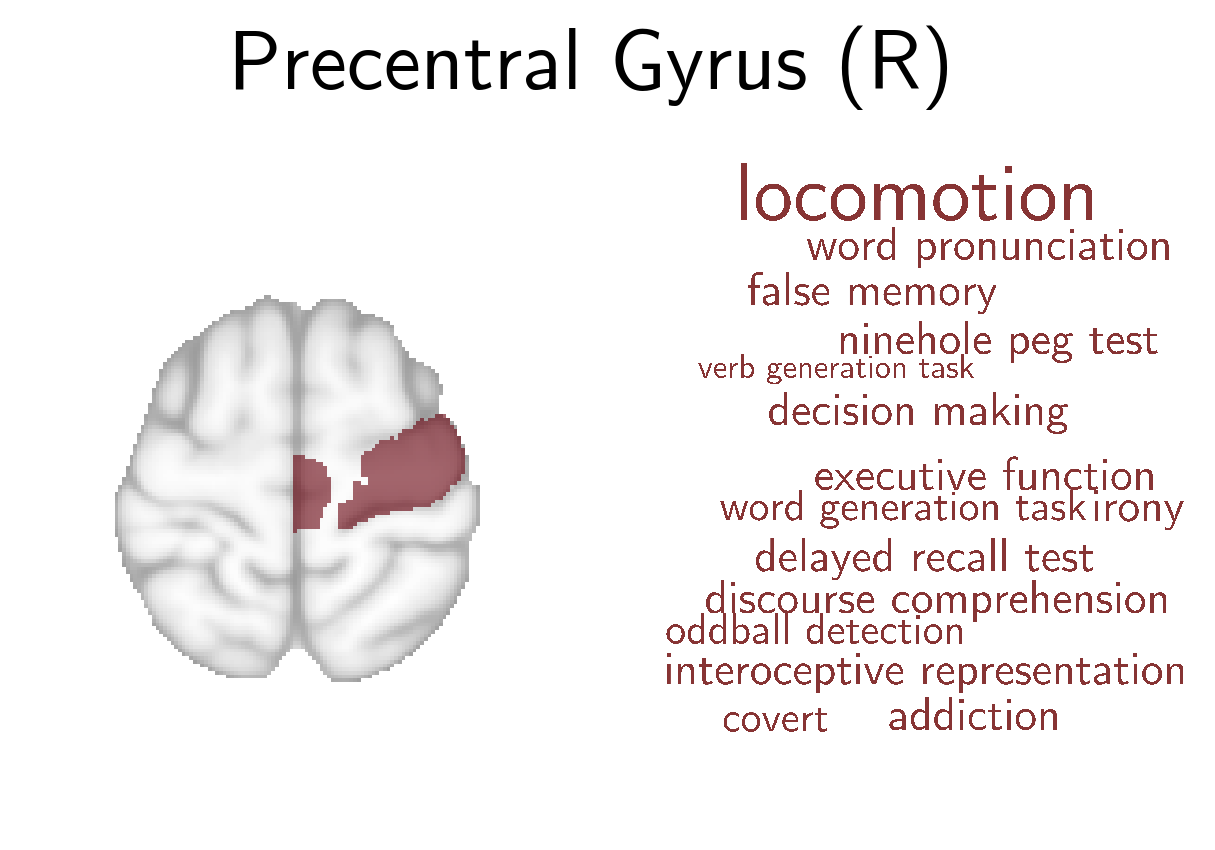 Precentral Gyrus (R)
locomotion
word pronunciation
false memory
ninehole peg test
verb generation task
decision making
executive function
word generation task irony
delayed recall test
discourse comprehension
oddball detection
interoceptive representation
covert addiction